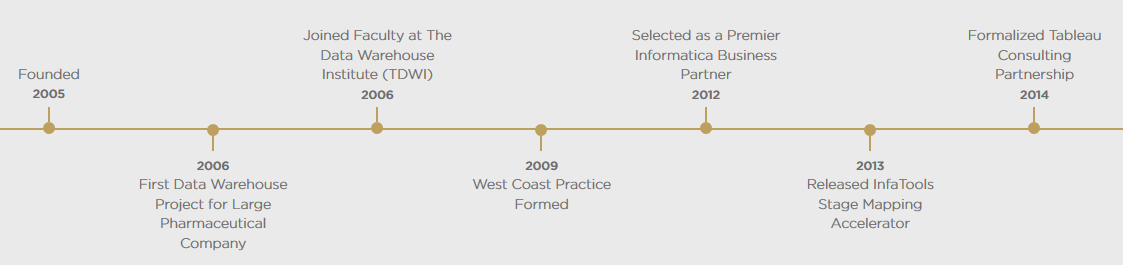 Founded
2005
2006
First Data Warehouse
Project for Large
Pharmaceutical
Company
Joined Faculty at The
Data Warehouse
Institute (TDWI)
2006
2009
West Coast Practice
Formed
Selected as a Premier
Informatica Business
Partner
2012
2013
Released InfaTools
Stage Mapping
Accelerator
Formalized Tableau
Consulting
Partnership
2014